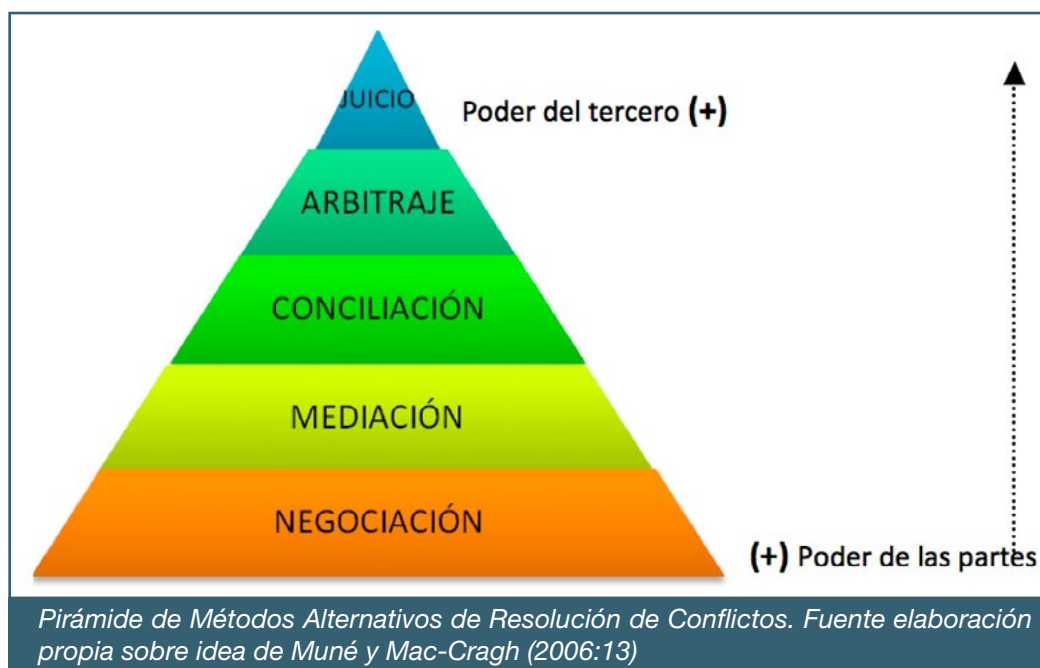 JUICIO
Poder del tercero (+)
ARBITRAJE
CONCILIACIÓN
MEDIACIÓN
NEGOCIACIÓN
(+) Poder de las partes
Pirámide de Métodos Alternativos de Resolución de Conflictos. Fuente elaboración
propia sobre idea de Muné y Mac-Cragh (2006:13)